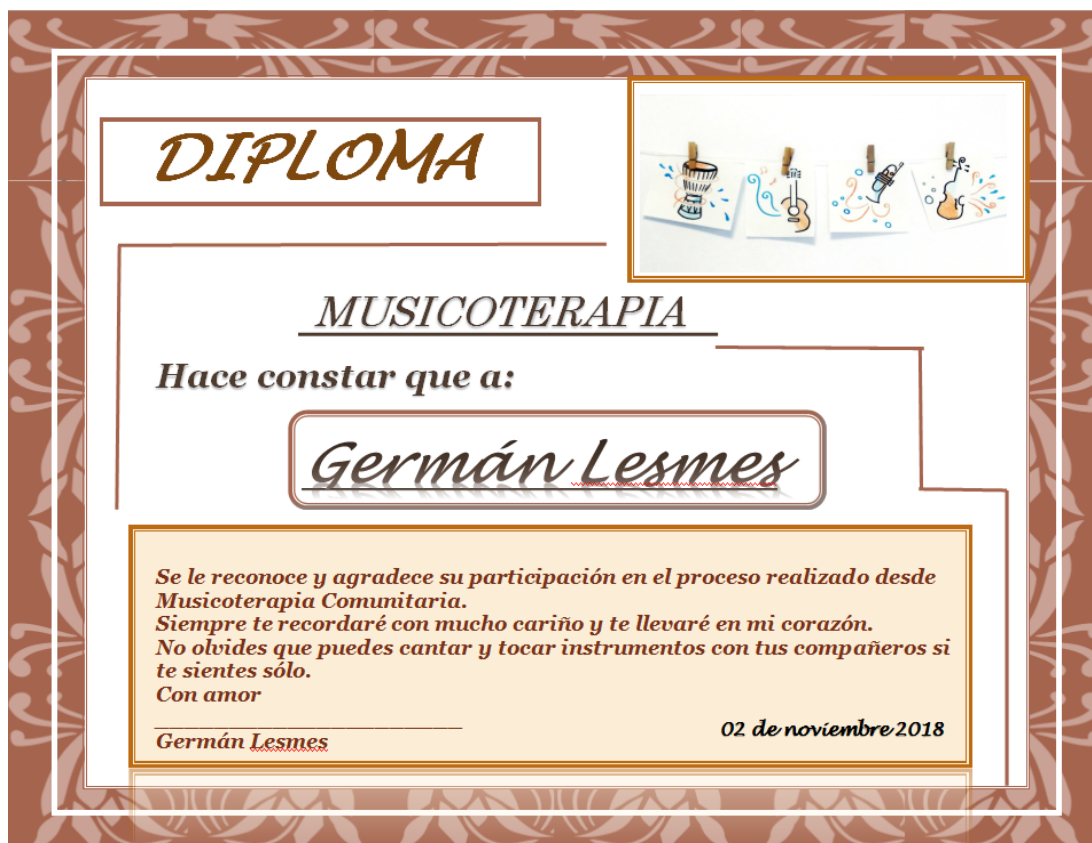 DIPLOMA
MUSICOTERAPIA
Hace constar que a:
Germán Lesmes
Se le reconoce y agradece su participación en el proceso realizado desde
Musicoterapia Comunitaria.
Siempre te recordaré con mucho cariño y te llevaré en mi corazón.
No olvides que puedes cantar y tocar instrumentos con tus compañeros si
te sientes sólo.
Con amor
______________________
Germán Lesmes
02 de noviembre 2018